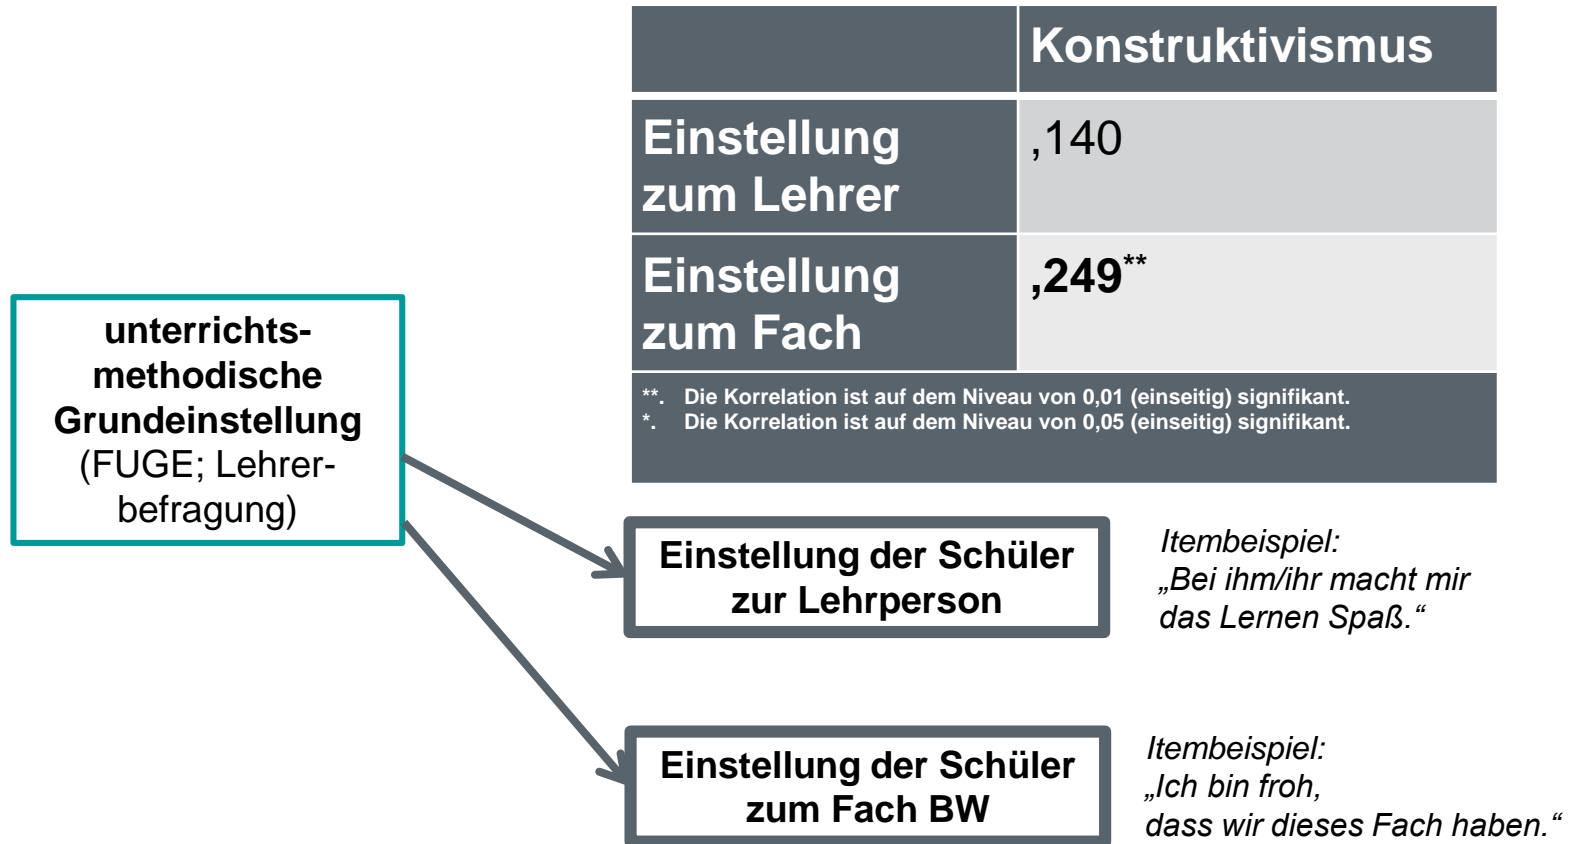 Konstruktivismus
Einstellung
zum Lehrer
,140
Einstellung
zum Fach
,249**
**. Die Korrelation ist auf dem Niveau von 0,01 (einseitig) signifikant.
*. Die Korrelation ist auf dem Niveau von 0,05 (einseitig) signifikant.
unterrichts-
methodische
Grundeinstellung
(FUGE; Lehrer-
befragung)
Einstellung der Schüler
zur Lehrperson
Itembeispiel:
„Bei ihm/ihr macht mir
das Lernen Spaß.“
Einstellung der Schüler
zum Fach BW
Itembeispiel:
„Ich bin froh,
dass wir dieses Fach haben.“